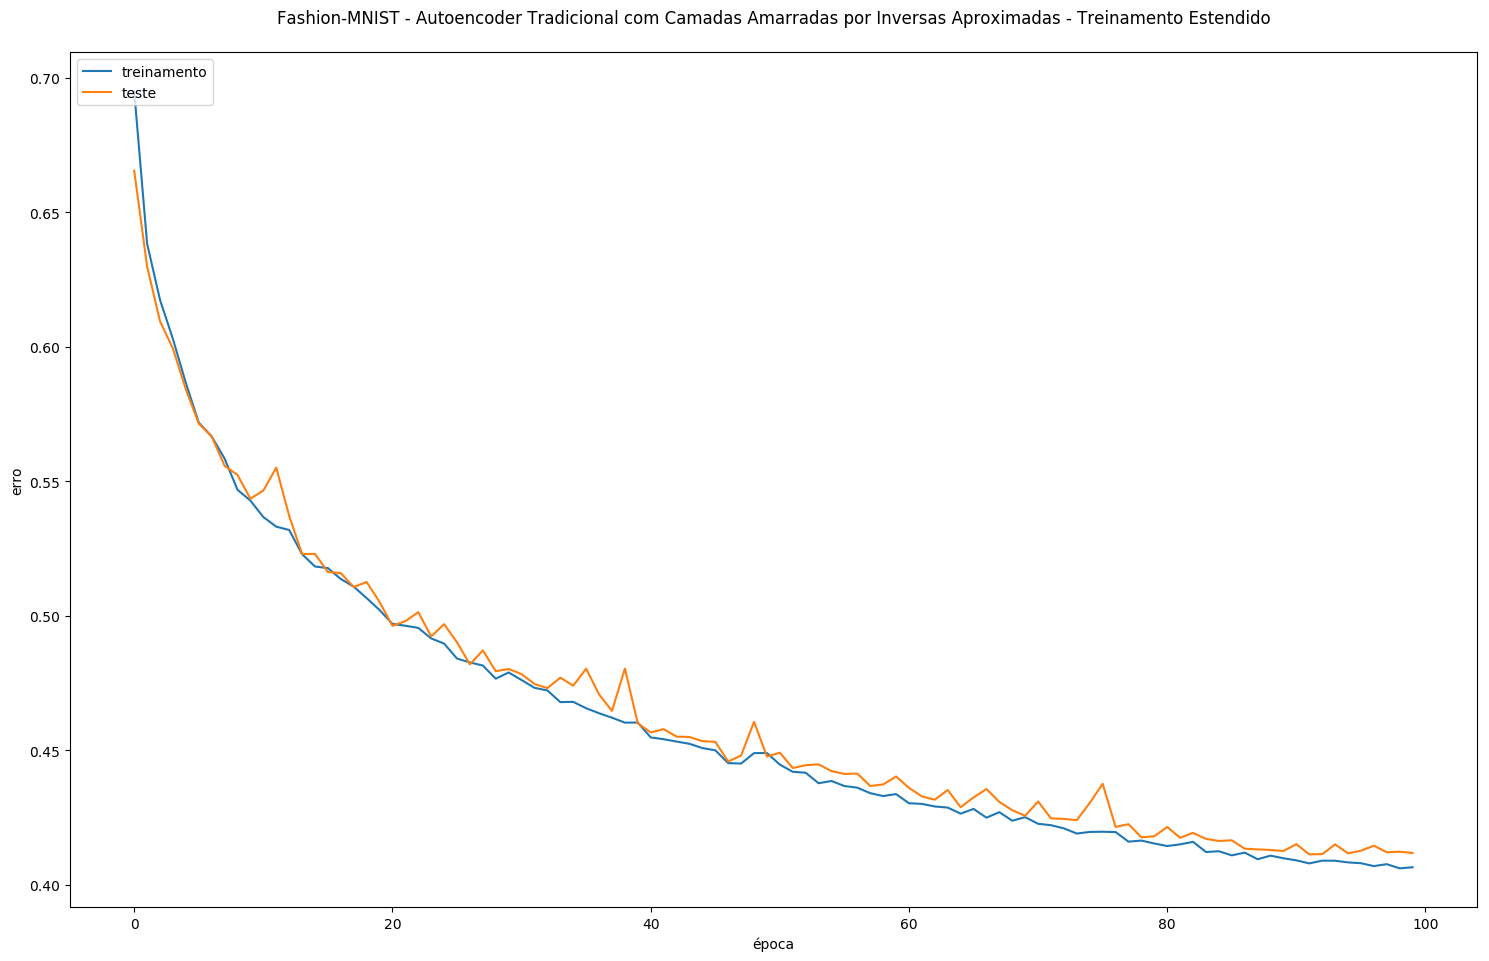 Fashion-MNIST - Autoencoder Tradicional com Camadas Amarradas por Inversas Aproximadas - Treinamento Estendido
treinamento
teste
0.70
0.65
0.60
0.55
0.50
0.45
0.40
erro
0
20
40
60
80
100
época